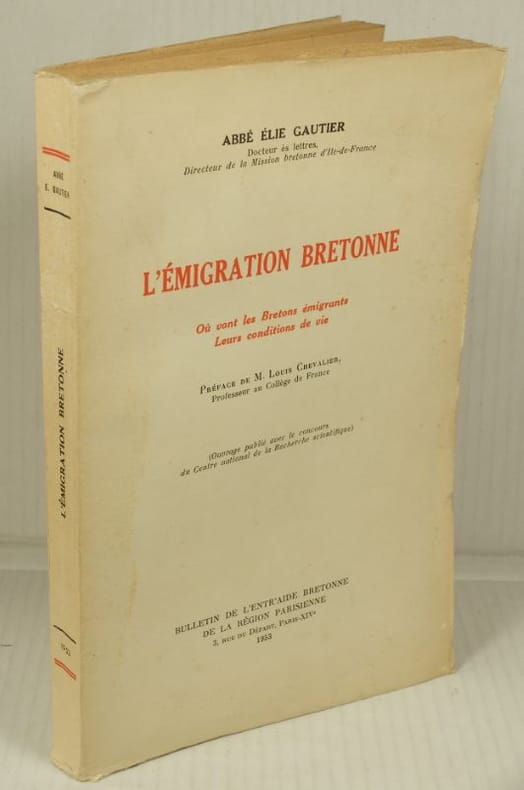 ABBÉ ÉLIE GAUTIER
Docteur ès lettres,
Directeur de la Mission bretonne d'Ile-de-France
L'ÉMIGRATION BRETONNE
Où vont les Bretons émigrants
Leurs conditions de vie
PRÉFACE DE M. LOUIS CHEVALIER,
Professeur au Collège de France
(Ouvrage publié avec le concours
du Centre national de la Recherche scientifique)
BULLETIN DE L'ENTR'AIDE BRETONNE
DE LA RÉGION PARISIENNE
3, RUE DU DÉPART, PARIS-XIVe
1953
ABBÉ
E. GAUTIER
L'ÉMIGRATION BRETONNE
1953